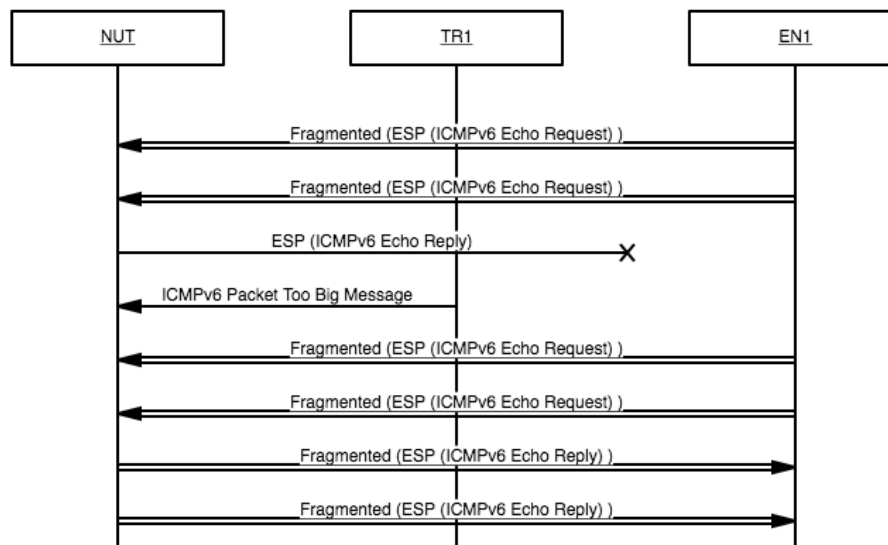 NUT TR1 EN1
Fragmented (ESP (ICMPv6 Echo Request) )
Fragmented (ESP (ICMPv6 Echo Request) )
ESP (ICMPv6 Echo Reply)
ICMPv6 Packet Too Big Message
Fragmented (ESP (ICMPv6 Echo Request) )
Fragmented (ESP (ICMPv6 Echo Request) )
Fragmented (ESP (ICMPv6 Echo Reply) )
Fragmented (ESP (ICMPv6 Echo Reply) )